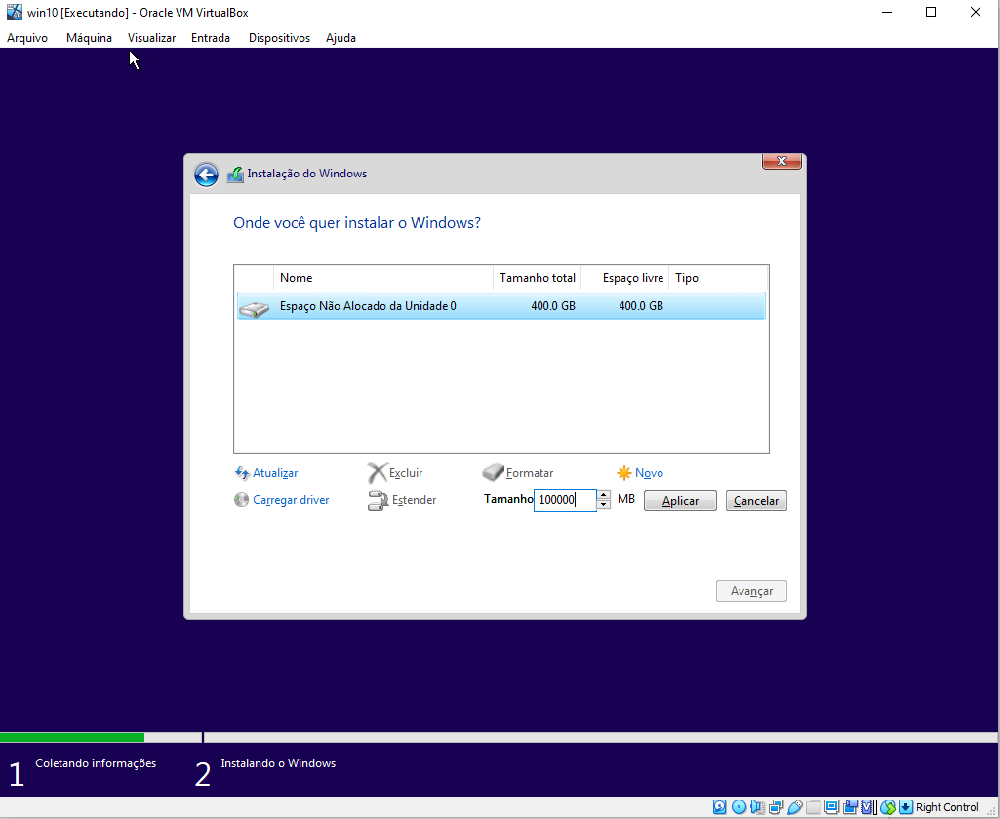 win10 [Executando] - Oracle VM VirtualBox
Arquivo Máquina Visualizar Entrada Dispositivos Ajuda
Instalação do Windows
Onde você quer instalar o Windows?
Nome Tamanho total Espaço livre Tipo
Espaço Não Alocado da Unidade 0 400.0 GB 400.0 GB
Atualizar Excluir Formatar Novo
Carregar driver Estender Tamanho 100000 MB Aplicar Cancelar
Avançar
1 Coletando informações 2 Instalando o Windows
Right Control